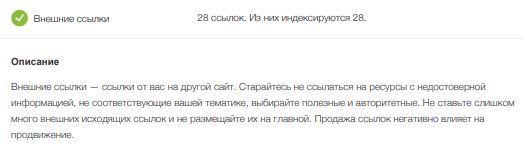 Внешние ссылки
28 ссылок. Из них индексируются 28.
Описание
Внешние ссылки — ссылки от вас на другой сайт. Старайтесь не ссылаться на ресурсы с недостоверной
информацией, не соответствующие вашей тематике, выбирайте полезные и авторитетные. Не ставьте слишком
много внешних исходящих ссылок и не размещайте их на главной. Продажа ссылок негативно влияет на
продвижение.